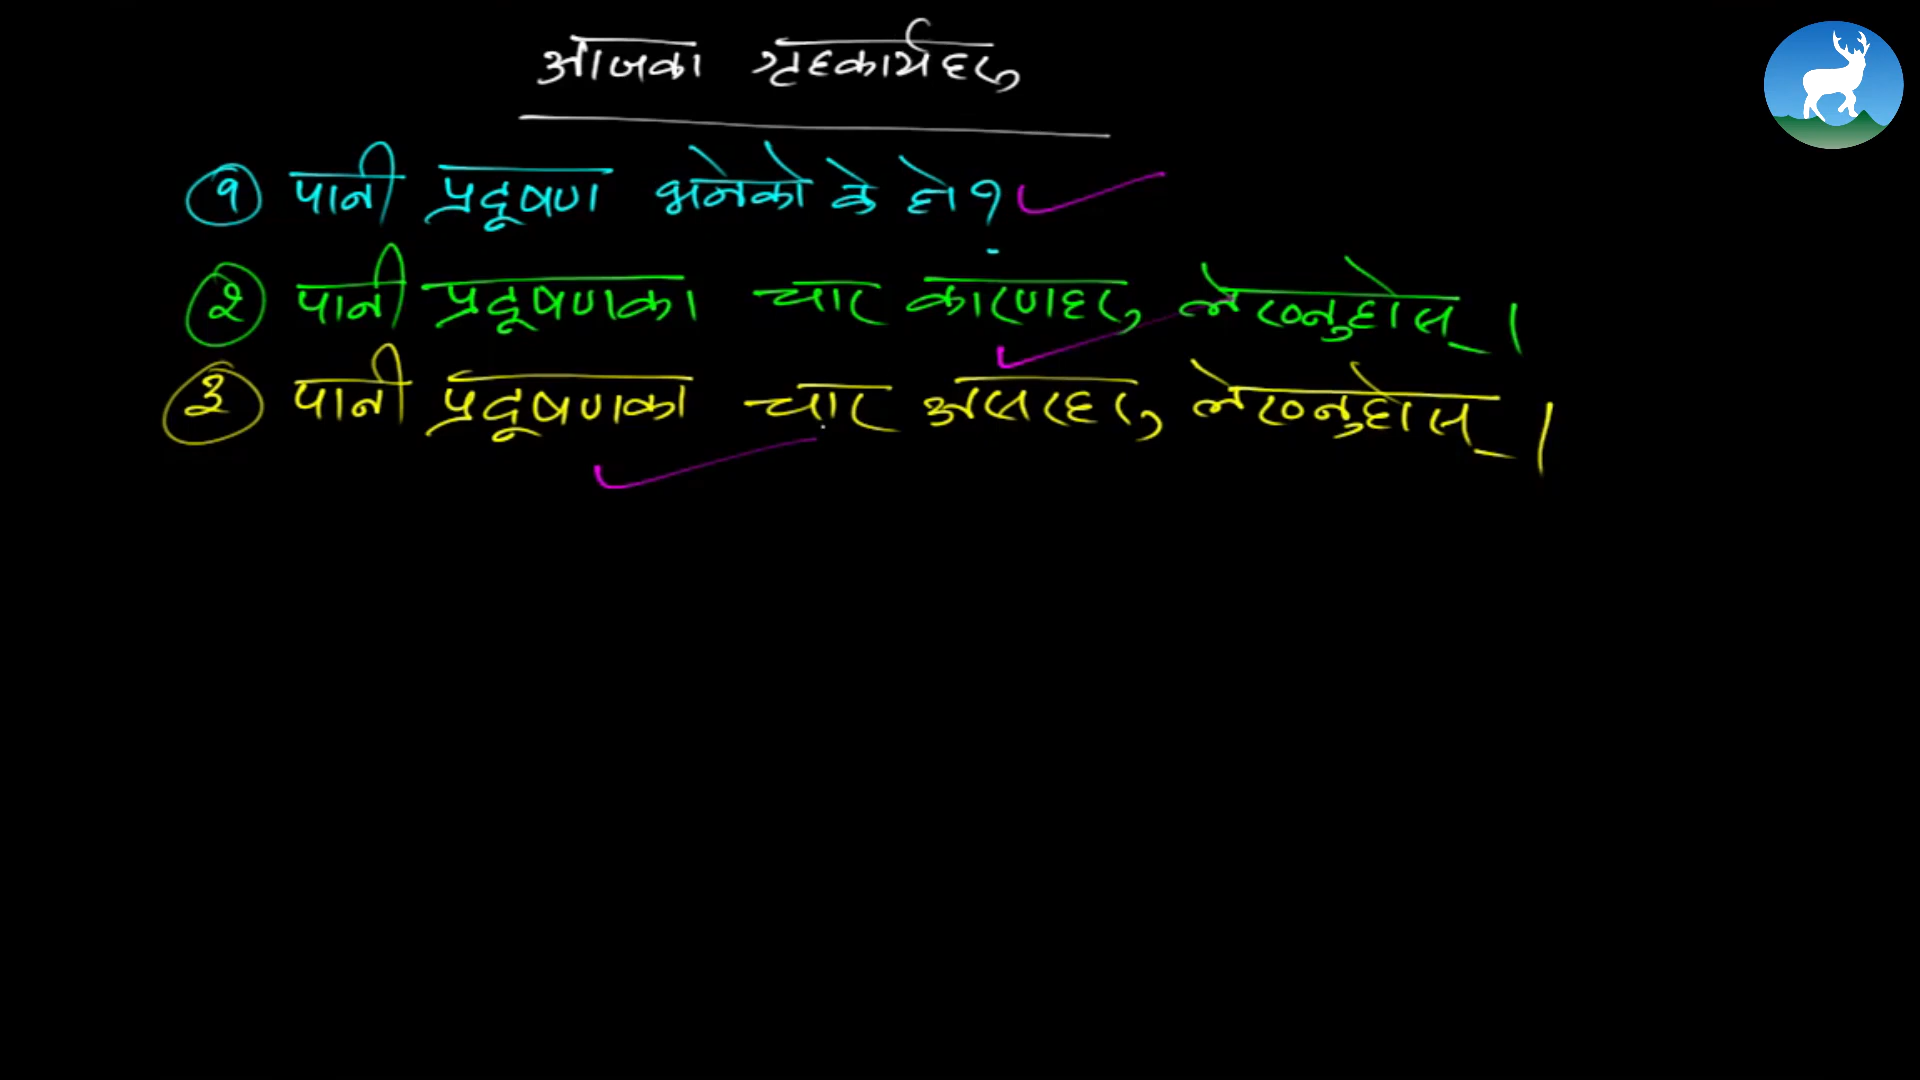 आजका गृहकार्यहरु
१ पानी प्रदूषण भनेको के हो?
२ पानी प्रदूषणका चार कारणहरु लेख्नुहोस् ।
३ पानी प्रदूषणका चार असरहरु लेख्नुहोस् ।